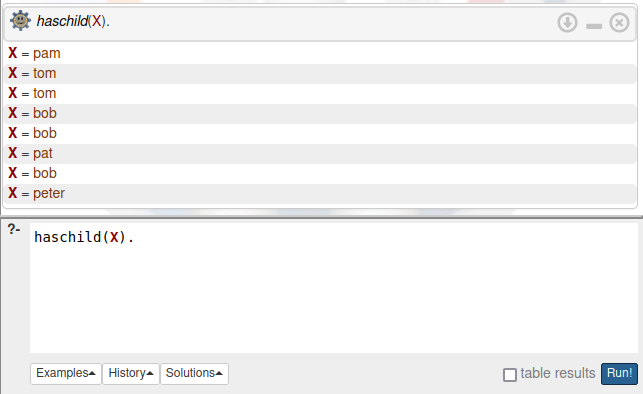 haschild(X).
X = pam
X = tom
X = tom
X = bob
X = bob
X = pat
X = bob
X = peter
?- haschild(X).
Examples History Solutions table results Run!